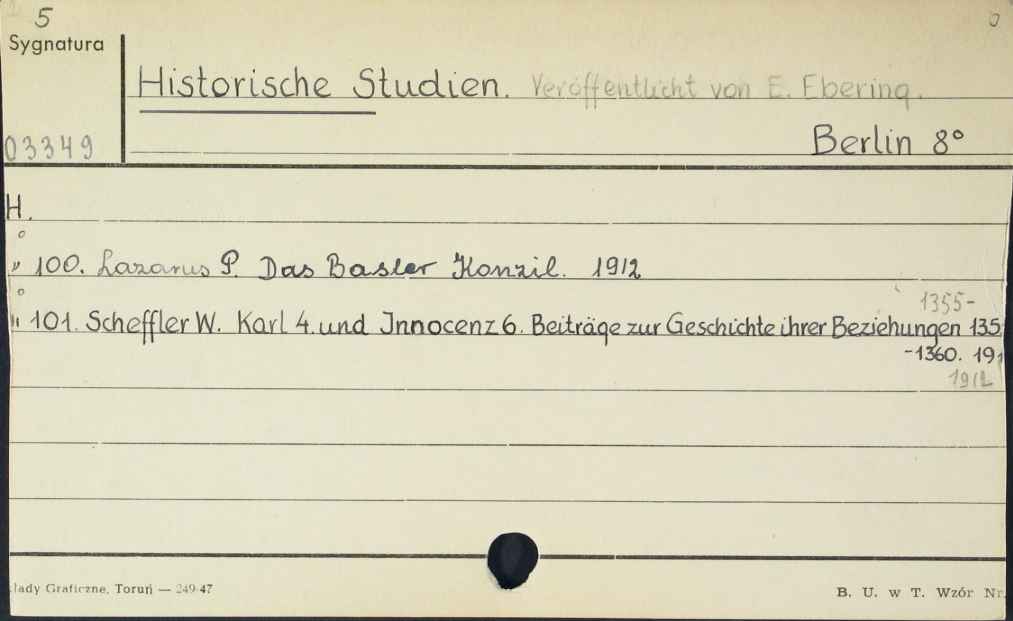 5
Sygnatura
Historische Studien. Veröffentlicht von E. Ebering.
03349
Berlin 8°
H.
" 100. Lazarus P. Das Basler Konzil. 1912
1355-
" 101. Scheffler W. Karl 4. und Innocenz 6. Beiträge zur Geschichte ihrer Beziehungen 135
-1360. 191
1912
łady Graficzne, Toruń — 249-47
B. U. w T. Wzór Nr.